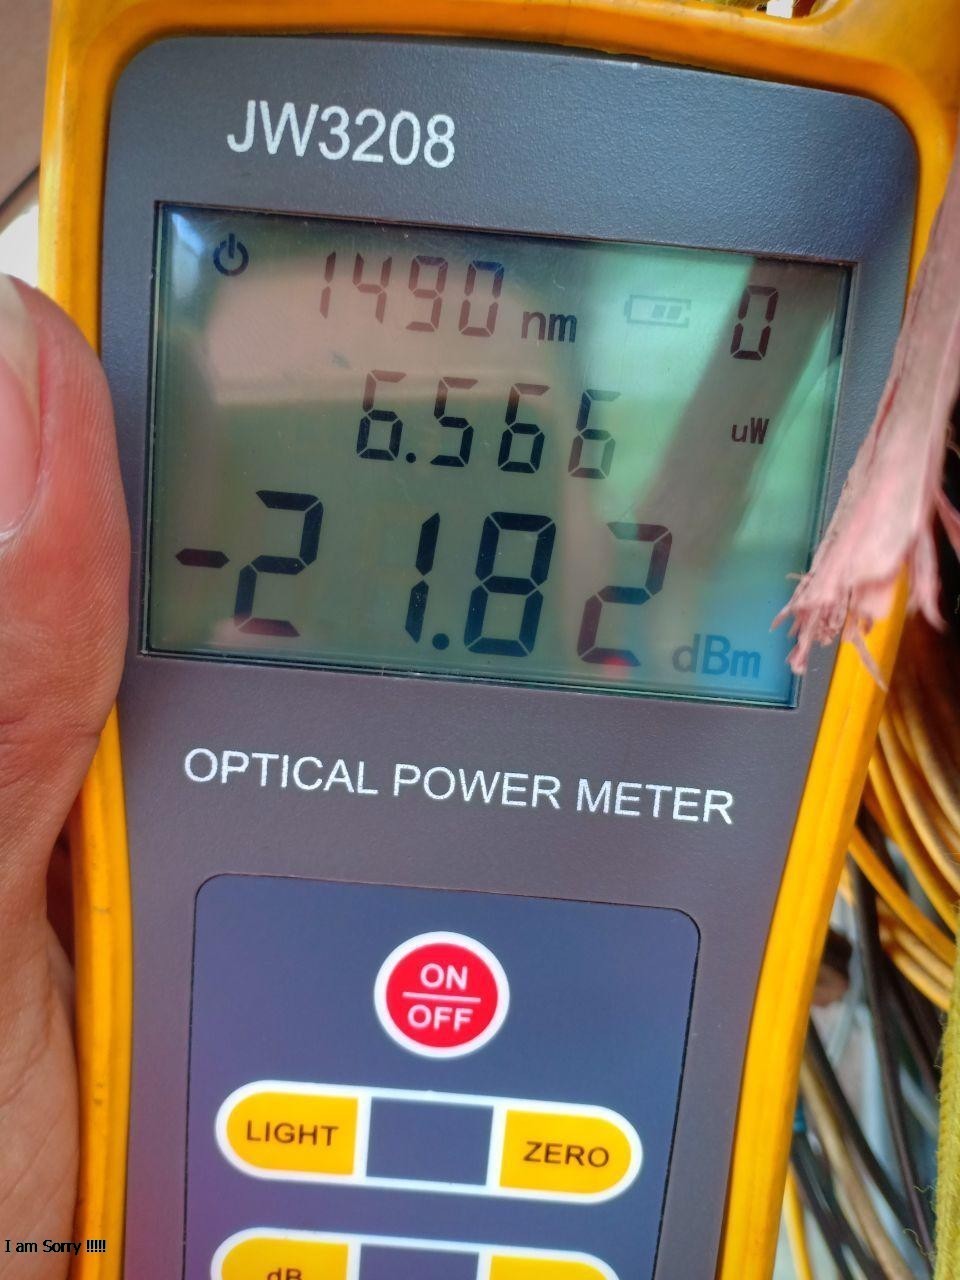 JW3208
1490 nm 0
6.566 uW
-21.82 dBm
OPTICAL POWER METER
ON
OFF
LIGHT ZERO
dB
I am Sorry !!!!!